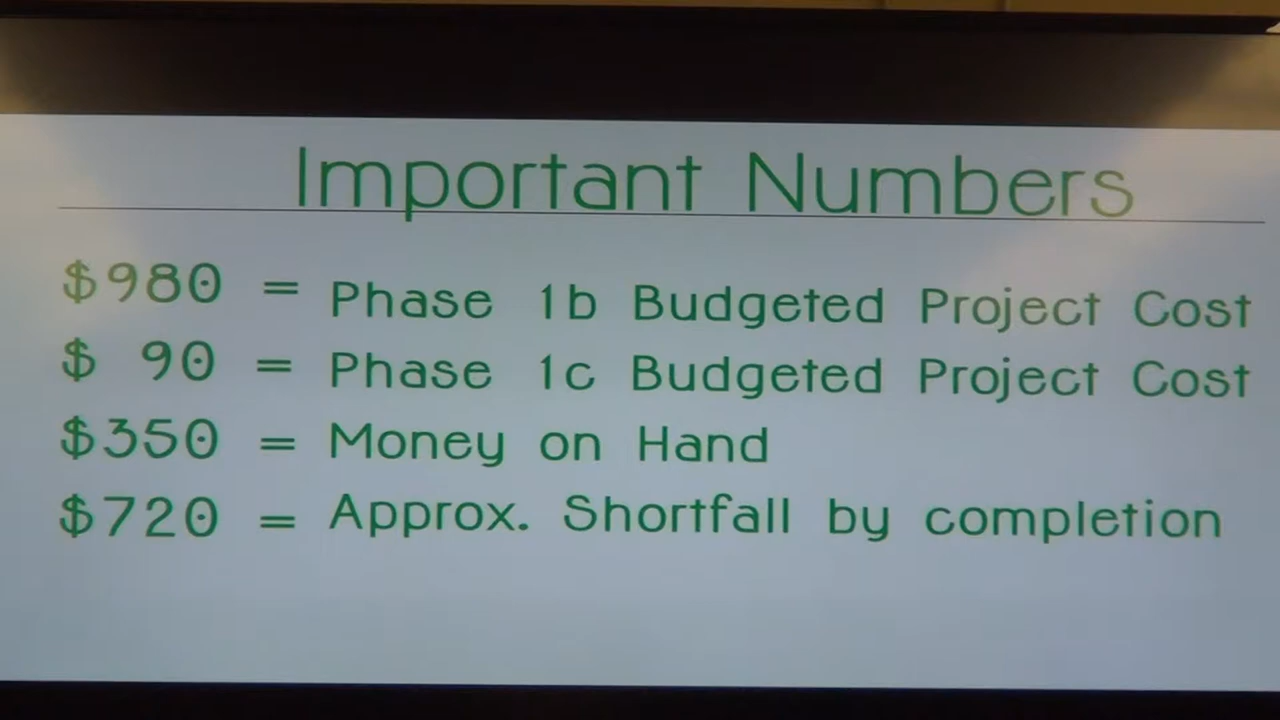 Important Numbers
$980 = Phase 1b Budgeted Project Cost
$ 90 = Phase 1c Budgeted Project Cost
$350 = Money on Hand
$720 = Approx. Shortfall by completion